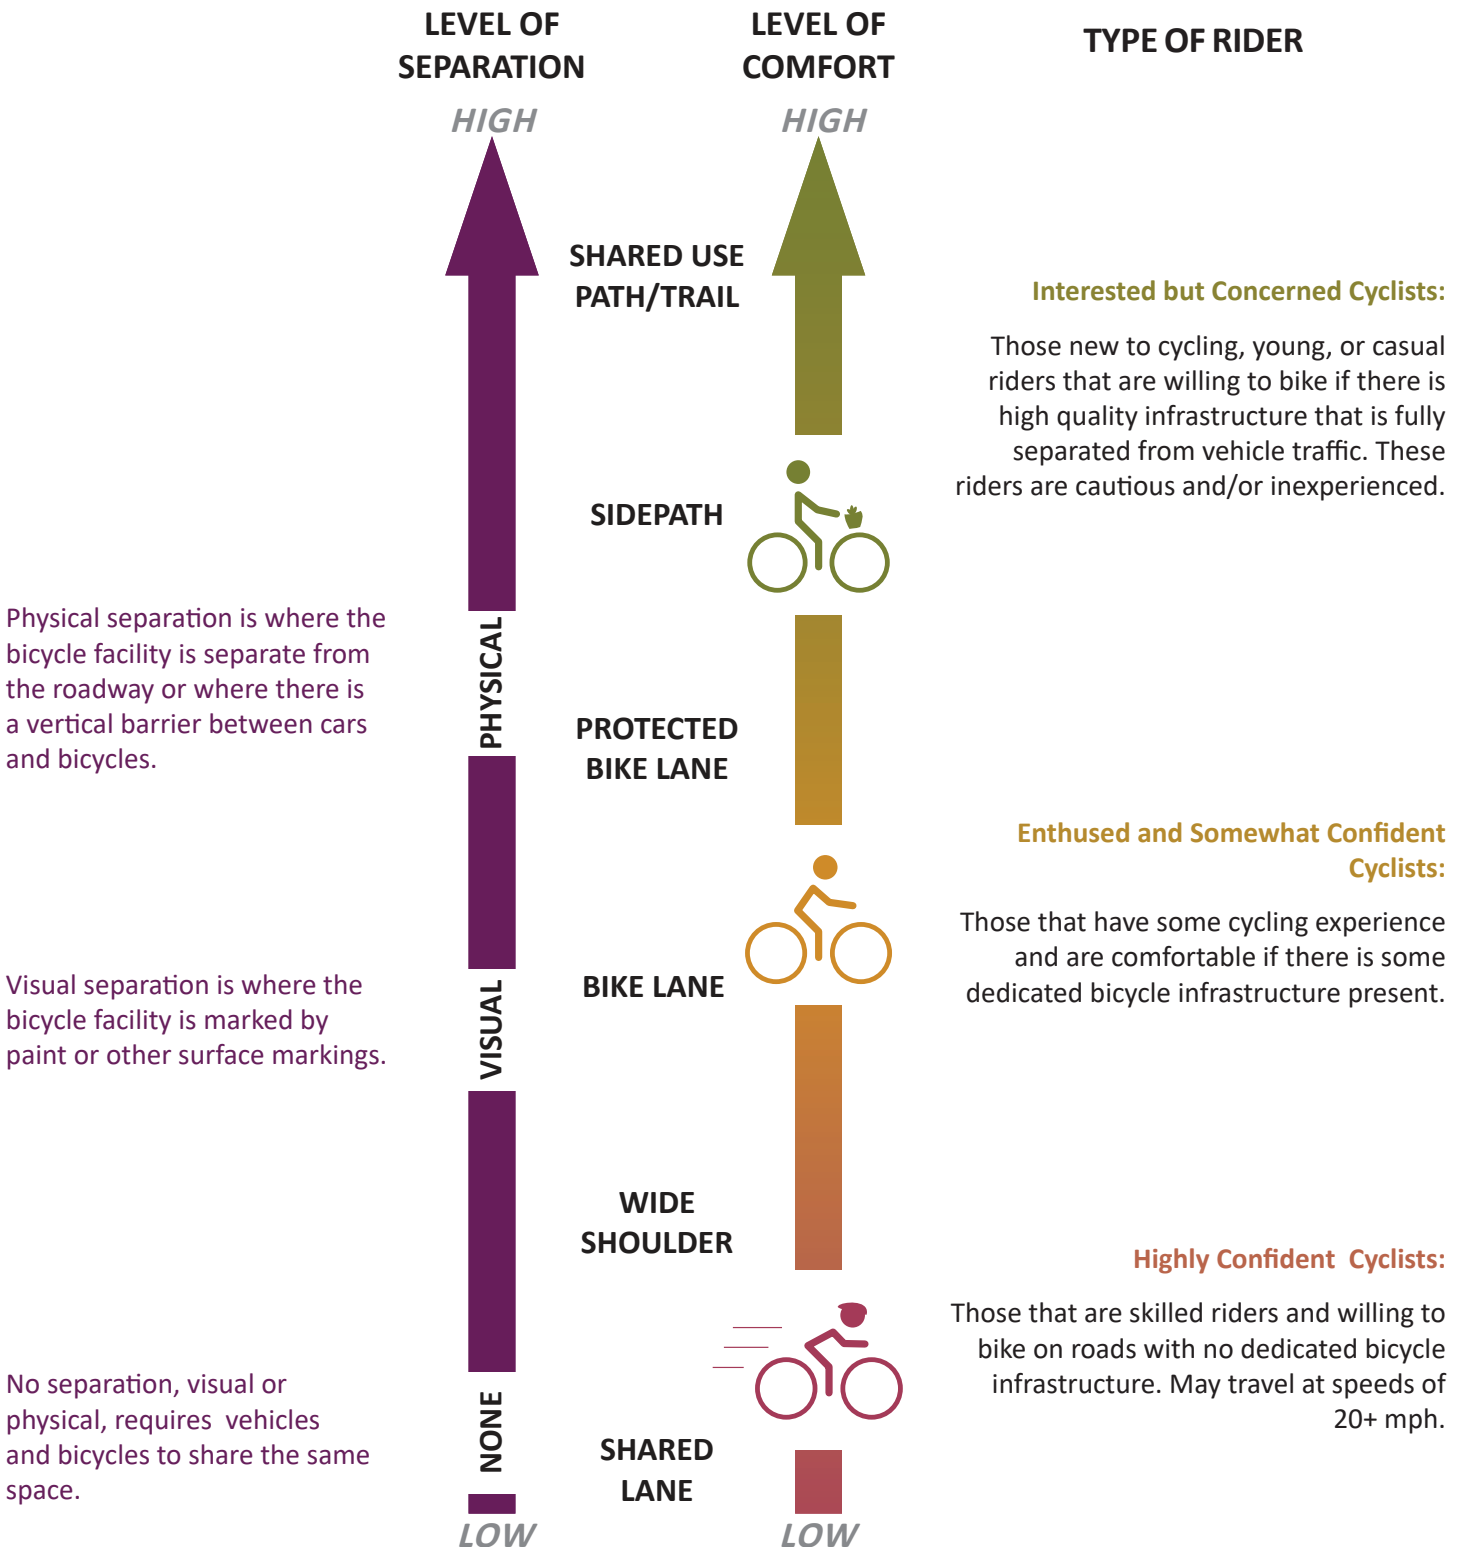 LEVEL OF
SEPARATION
LEVEL OF
COMFORT
TYPE OF RIDER
HIGH
HIGH
SHARED USE
PATH/TRAIL
Interested but Concerned Cyclists:
Those new to cycling, young, or casual
riders that are willing to bike if there is
high quality infrastructure that is fully
separated from vehicle traffic. These
riders are cautious and/or inexperienced.
SIDEPATH
Physical separation is where the
bicycle facility is separate from
the roadway or where there is
a vertical barrier between cars
and bicycles.
PHYSICAL
PROTECTED
BIKE LANE
Enthused and Somewhat Confident
Cyclists:
Those that have some cycling experience
and are comfortable if there is some
dedicated bicycle infrastructure present.
Visual separation is where the
bicycle facility is marked by
paint or other surface markings.
VISUAL
BIKE LANE
WIDE
SHOULDER
Highly Confident  Cyclists:
Those that are skilled riders and willing to
bike on roads with no dedicated bicycle
infrastructure. May travel at speeds of
20+ mph.
No separation, visual or
physical, requires  vehicles
and bicycles to share the same
space.
NONE
SHARED
LANE
LOW
LOW